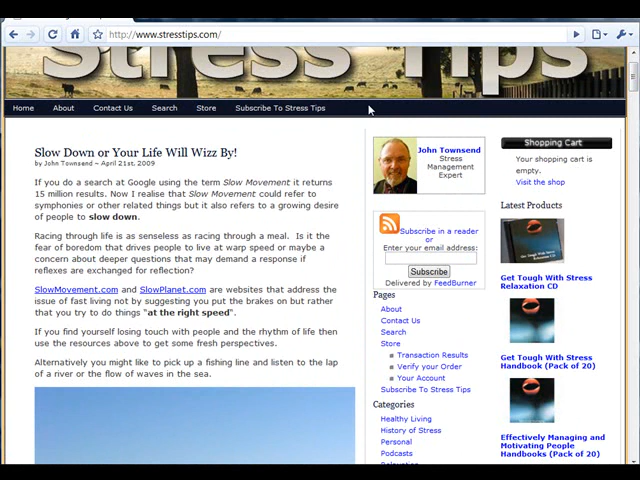 http://www.stresstips.com/
Stress Tips
Home About Contact Us Search Store Subscribe To Stress Tips
Slow Down or Your Life Will Wizz By!
by John Townsend ~ April 21st, 2009
If you do a search at Google using the term Slow Movement it returns
15 million results. Now I realise that Slow Movement could refer to
symphonies or other related things but it also refers to a growing desire
of people to slow down.
Racing through life is as senseless as racing through a meal. Is it the
fear of boredom that drives people to live at warp speed or maybe a
concern about deeper questions that may demand a response if
reflexes are exchanged for reflection?
SlowMovement.com and SlowPlanet.com are websites that address the
issue of fast living not by suggesting you put the brakes on but rather
that you try to do things "at the right speed".
If you find yourself losing touch with people and the rhythm of life then
use the resources above to get some fresh perspectives.
Alternatively you might like to pick up a fishing line and listen to the lap
of a river or the flow of waves in the sea.
John Townsend
Stress
Management
Expert
Subscribe in a reader
or
Enter your email address:
Subscribe
Delivered by FeedBurner
Pages
About
Contact Us
Search
Store
Transaction Results
Verify your Order
Your Account
Subscribe To Stress Tips
Categories
Healthy Living
History of Stress
Personal
Podcasts
Shopping Cart
Your shopping cart is
empty.
Visit the shop
Latest Products
Get Tough With Stress
Relaxation CD
Get Tough With Stress
Handbook (Pack of 20)
Effectively Managing and
Motivating People
Handbooks (Pack of 20)